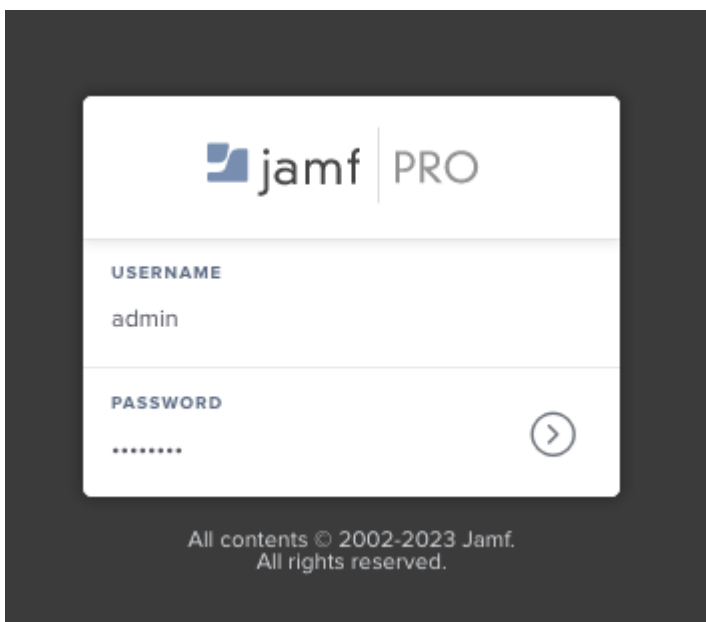 jamf PRO
USERNAME
admin
PASSWORD
••••••••
All contents © 2002-2023 Jamf.
All rights reserved.